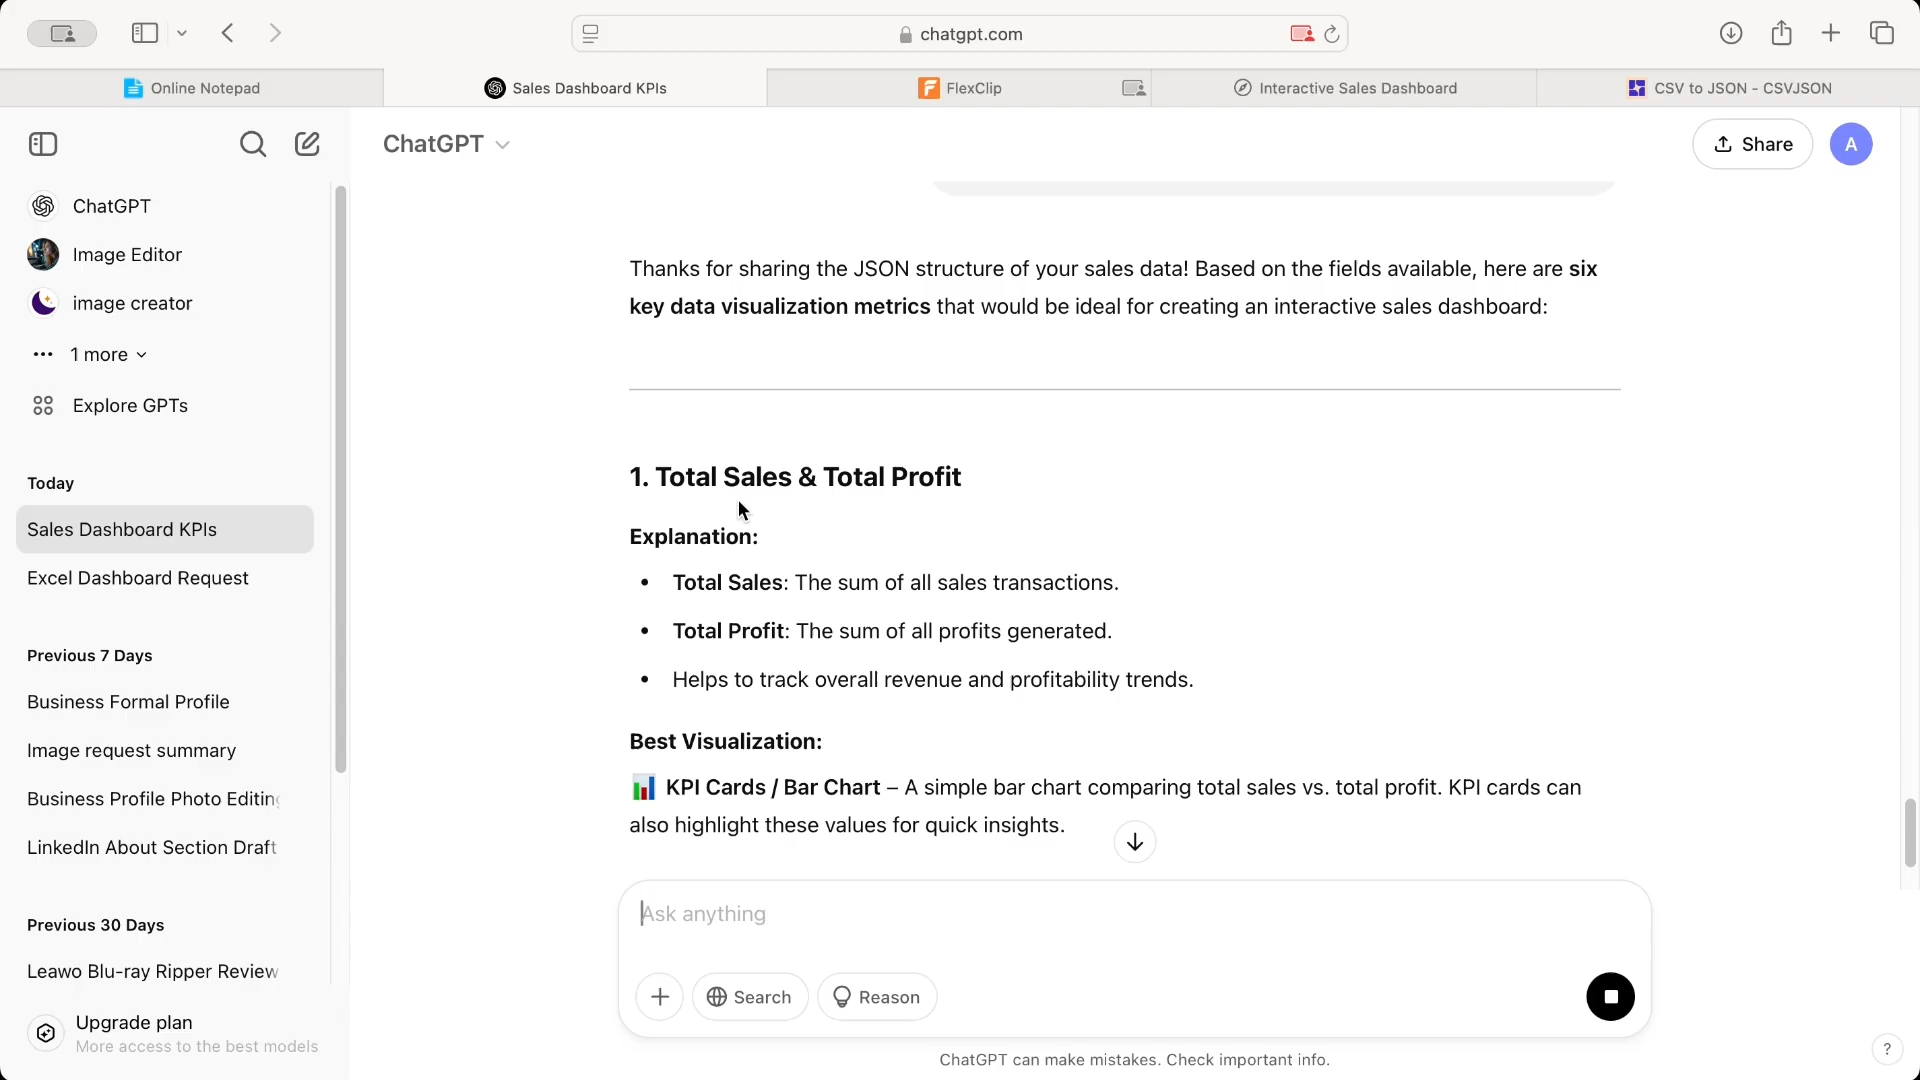 chatgpt.com
Online Notepad
Sales Dashboard KPIs
FlexClip
Interactive Sales Dashboard
CSV to JSON - CSVJSON
ChatGPT
Image Editor
image creator
1 more
Explore GPTs
Today
Sales Dashboard KPIs
Excel Dashboard Request
Previous 7 Days
Business Formal Profile
Image request summary
Business Profile Photo Editing
LinkedIn About Section Draft
Previous 30 Days
Leawo Blu-ray Ripper Review
Upgrade plan
More access to the best models
ChatGPT
Share
A
Thanks for sharing the JSON structure of your sales data! Based on the fields available, here are six
key data visualization metrics that would be ideal for creating an interactive sales dashboard:
1. Total Sales & Total Profit
Explanation:
• Total Sales: The sum of all sales transactions.
• Total Profit: The sum of all profits generated.
• Helps to track overall revenue and profitability trends.
Best Visualization:
📊 KPI Cards / Bar Chart – A simple bar chart comparing total sales vs. total profit. KPI cards can
also highlight these values for quick insights.
Ask anything
Search
Reason
ChatGPT can make mistakes. Check important info.
?